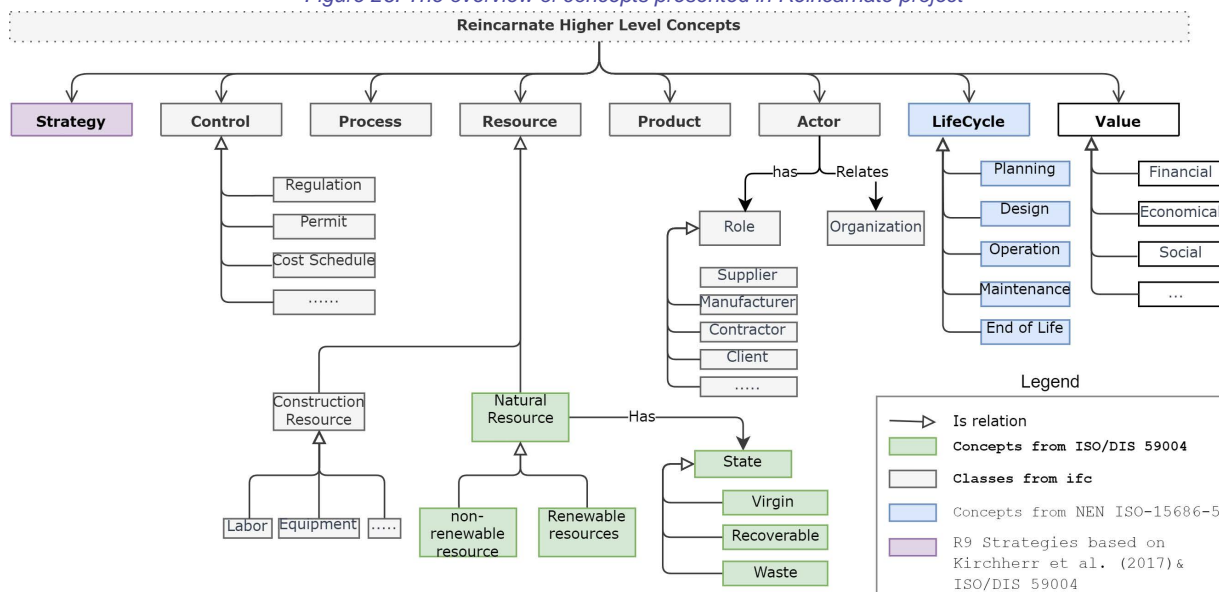 Figure 23. The overview of concepts presented in Reincarnate project
Reincarnate Higher Level Concepts
Strategy
Control
Process
Resource
Product
Actor
LifeCycle
Value
Regulation
Permit
Cost Schedule
......
has
Relates
Role
Organization
Supplier
Manufacturer
Contractor
Client
.....
Planning
Design
Operation
Maintenance
End of Life
Financial
Economical
Social
...
Construction
Resource
Natural
Resource
Has
State
Labor
Equipment
.....
non-
renewable
resource
Renewable
resources
Virgin
Recoverable
Waste
Legend
Is relation
Concepts from ISO/DIS 59004
Classes from ifc
Concepts from NEN ISO-15686-5
R9 Strategies based on
Kirchherr et al. (2017)&
ISO/DIS 59004